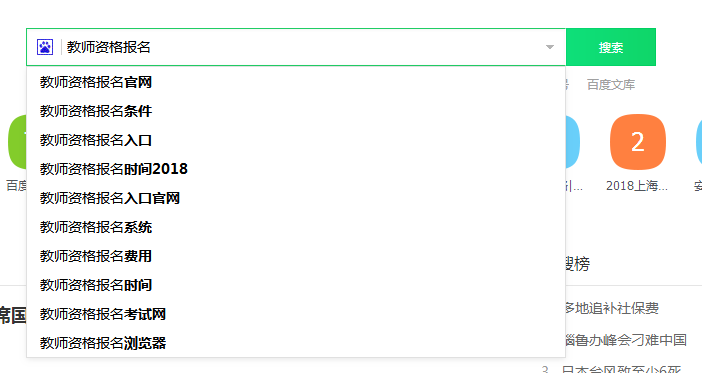 教师资格报名
搜索
教师资格报名官网
百度文库
教师资格报名条件
教师资格报名入口
2
教师资格报名时间2018
百度
2018上海...
教师资格报名入口官网
教师资格报名系统
教师资格报名费用
搜榜
教师资格报名时间
多地追补社保费
教师资格报名考试网
席国
瑙鲁办峰会刁难中国
教师资格报名浏览器
3 日本台风致至少6死